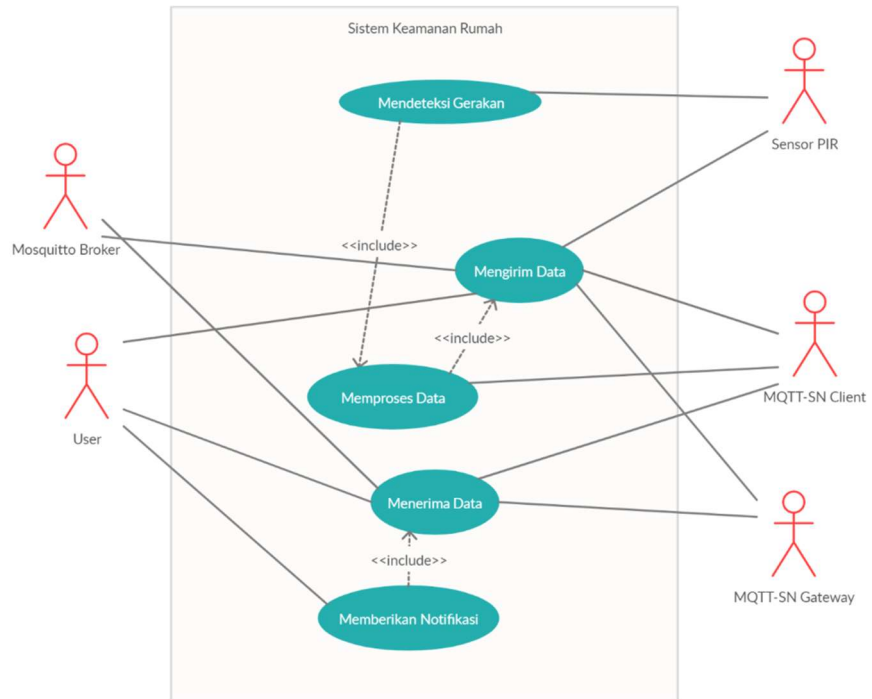 Sistem Keamanan Rumah
Mendeteksi Gerakan
Sensor PIR
Mosquitto Broker
<<include>>
Mengirim Data
<<include>>
Memproses Data
MQTT-SN Client
User
Menerima Data
<<include>>
MQTT-SN Gateway
Memberikan Notifikasi